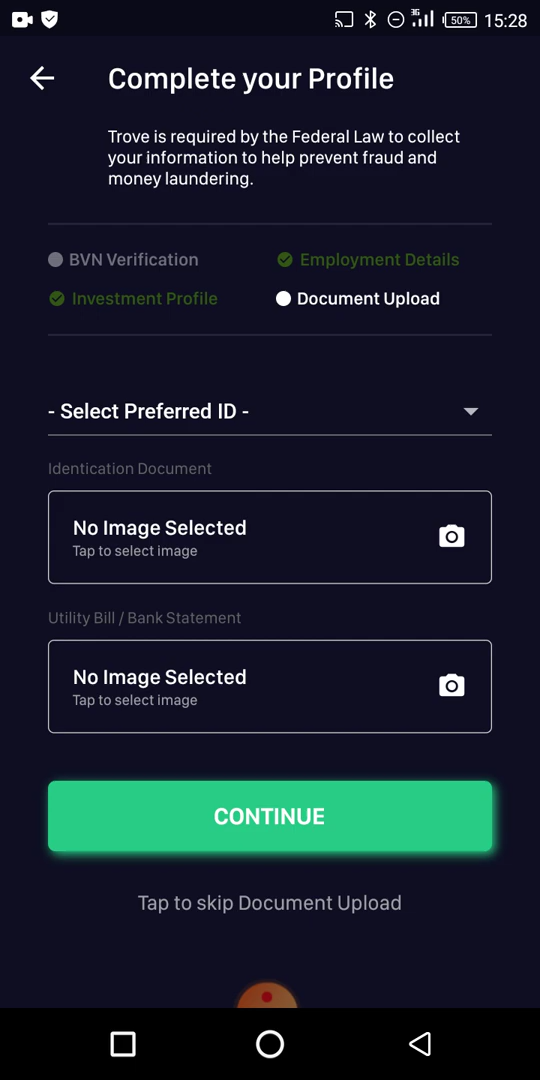 3G 50% 15:28
Complete your Profile
Trove is required by the Federal Law to collect
your information to help prevent fraud and
money laundering.
BVN Verification
Employment Details
Investment Profile
Document Upload
- Select Preferred ID -
Identication Document
No Image Selected
Tap to select image
Utility Bill / Bank Statement
No Image Selected
Tap to select image
CONTINUE
Tap to skip Document Upload